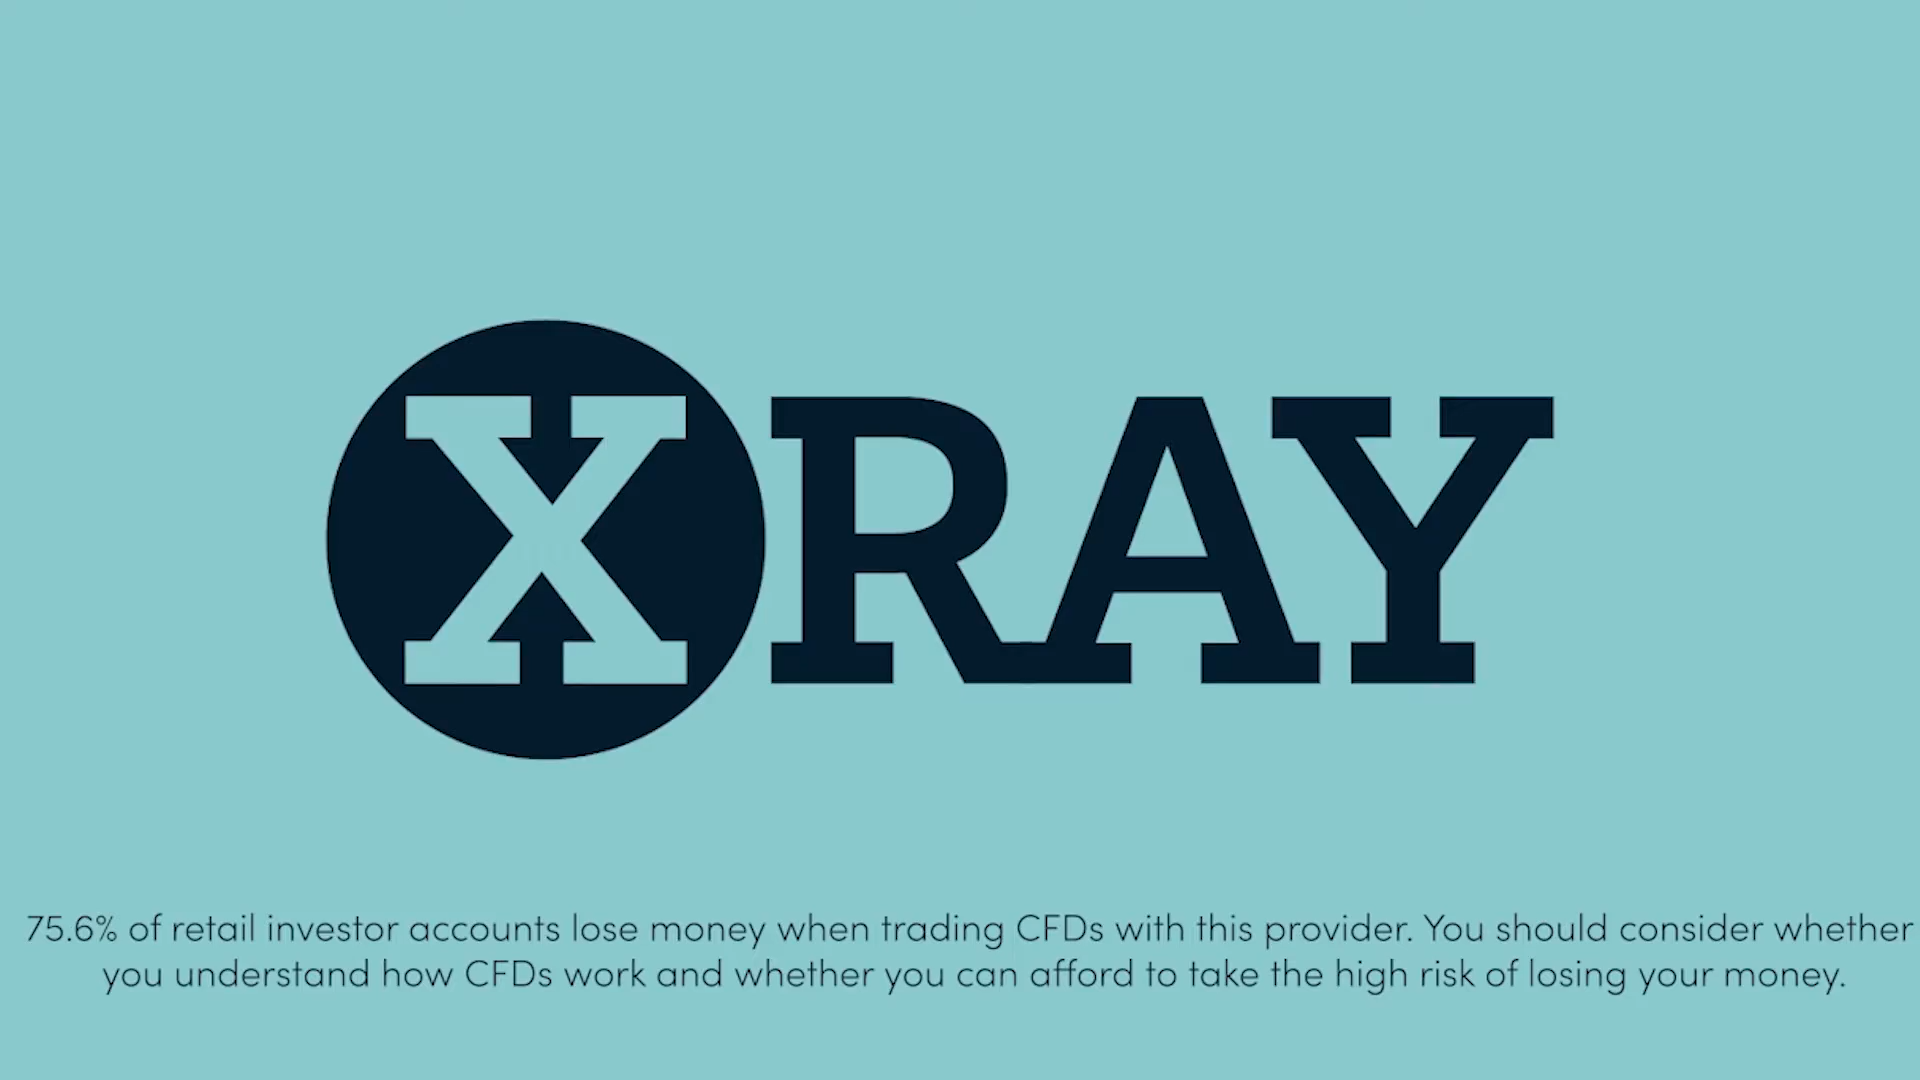 XRAY
75.6% of retail investor accounts lose money when trading CFDs with this provider. You should consider whether
you understand how CFDs work and whether you can afford to take the high risk of losing your money.